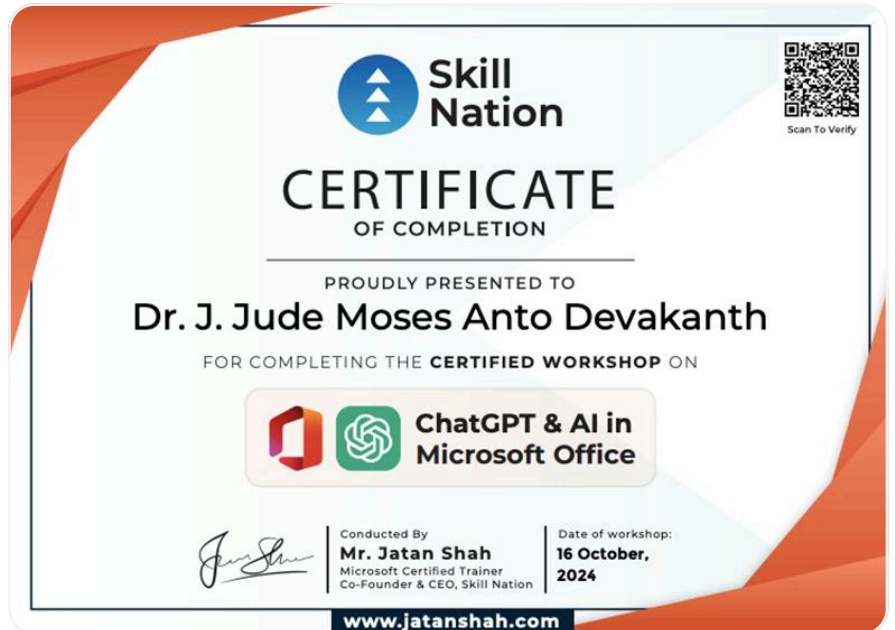 Skill
Nation
Scan To Verify
CERTIFICATE
OF COMPLETION
PROUDLY PRESENTED TO
Dr. J. Jude Moses Anto Devakanth
FOR COMPLETING THE CERTIFIED WORKSHOP ON
ChatGPT & AI in
Microsoft Office
Conducted By
Mr. Jatan Shah
Microsoft Certified Trainer
Co-Founder & CEO, Skill Nation
Date of workshop:
16 October,
2024
www.jatanshah.com